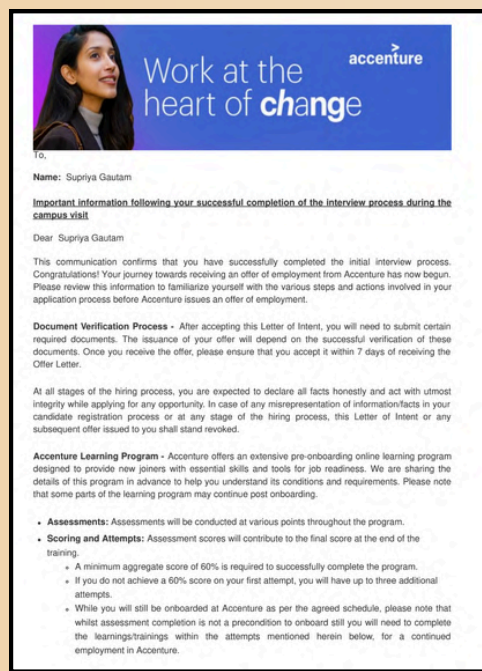 Work at the
heart of change
accenture
To,
Name: Supriya Gautam
Important information following your successful completion of the interview process during the
campus visit
Dear Supriya Gautam
This communication confirms that you have successfully completed the initial interview process.
Congratulations! Your journey towards receiving an offer of employment from Accenture has now begun.
Please review this information to familiarize yourself with the various steps and actions involved in your
application process before Accenture issues an offer of employment.
Document Verification Process - After accepting this Letter of Intent, you will need to submit certain
required documents. The issuance of your offer will depend on the successful verification of these
documents. Once you receive the offer, please ensure that you accept it within 7 days of receiving the
Offer Letter.
At all stages of the hiring process, you are expected to declare all facts honestly and act with utmost
integrity while applying for any opportunity. In case of any misrepresentation of information/facts in your
candidate registration process or at any stage of the hiring process, this Letter of Intent or any
subsequent offer issued to you shall stand revoked.
Accenture Learning Program - Accenture offers an extensive pre-onboarding online learning program
designed to provide new joiners with essential skills and tools for job readiness. We are sharing the
details of this program in advance to help you understand its conditions and requirements. Please note
that some parts of the learning program may continue post onboarding.
• Assessments: Assessments will be conducted at various points throughout the program.
• Scoring and Attempts: Assessment scores will contribute to the final score at the end of the
training.
A minimum aggregate score of 60% is required to successfully complete the program.
If you do not achieve a 60% score on your first attempt, you will have up to three additional
attempts.
While you will still be onboarded at Accenture as per the agreed schedule, please note that
whilst assessment completion is not a precondition to onboard still you will need to complete
the learnings/trainings within the attempts mentioned herein below, for a continued
employment in Accenture.